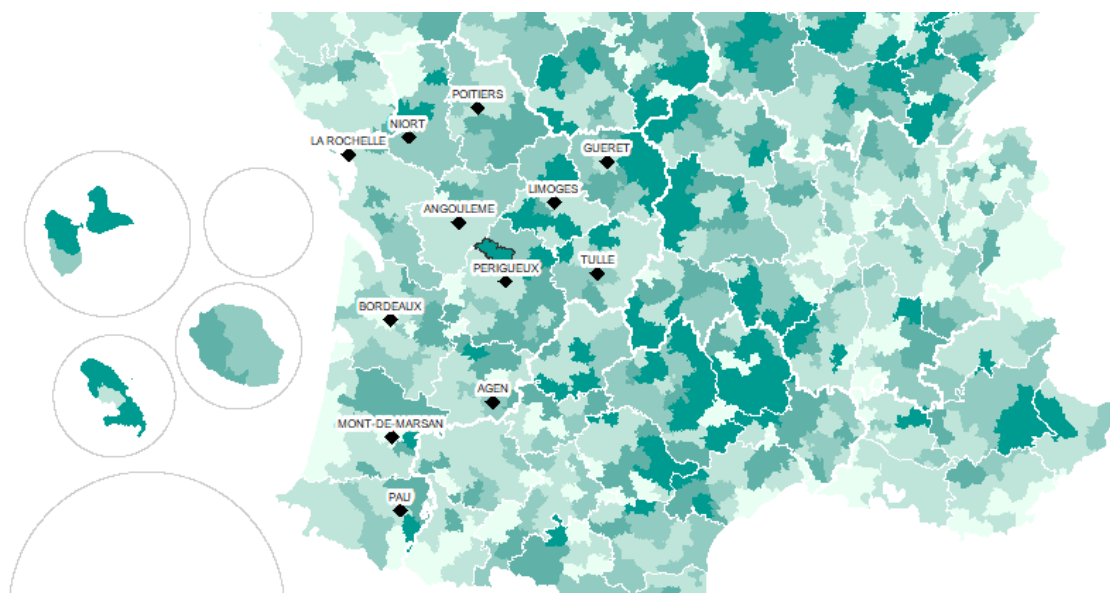 POITIERS
NIORT
LA ROCHELLE
GUERET
LIMOGES
ANGOULEME
PERIGUEUX
TULLE
BORDEAUX
AGEN
MONT-DE-MARSAN
PAU